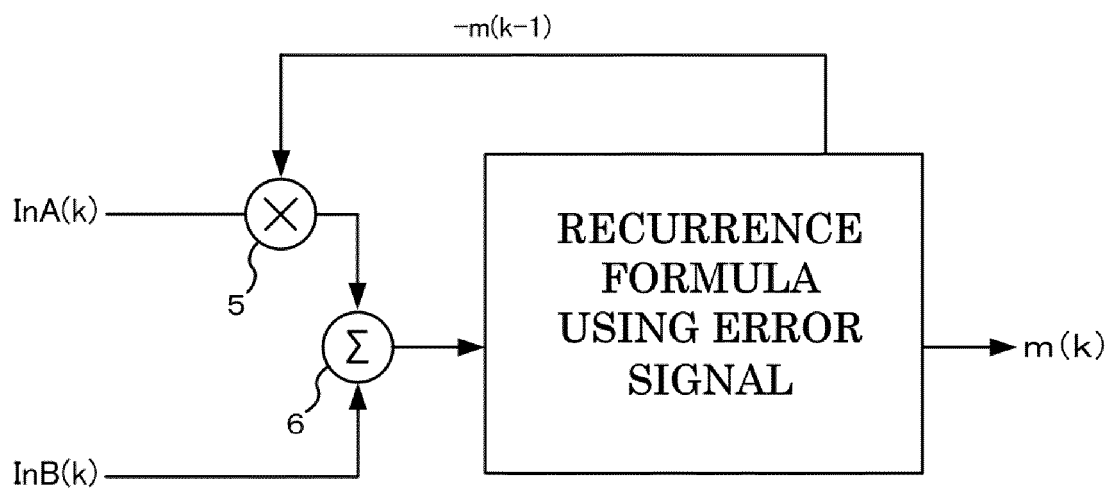 -m(k-1)
InA(k)
×
5
RECURRENCE
FORMULA
USING ERROR
SIGNAL
Σ
m(k)
6
InB(k)